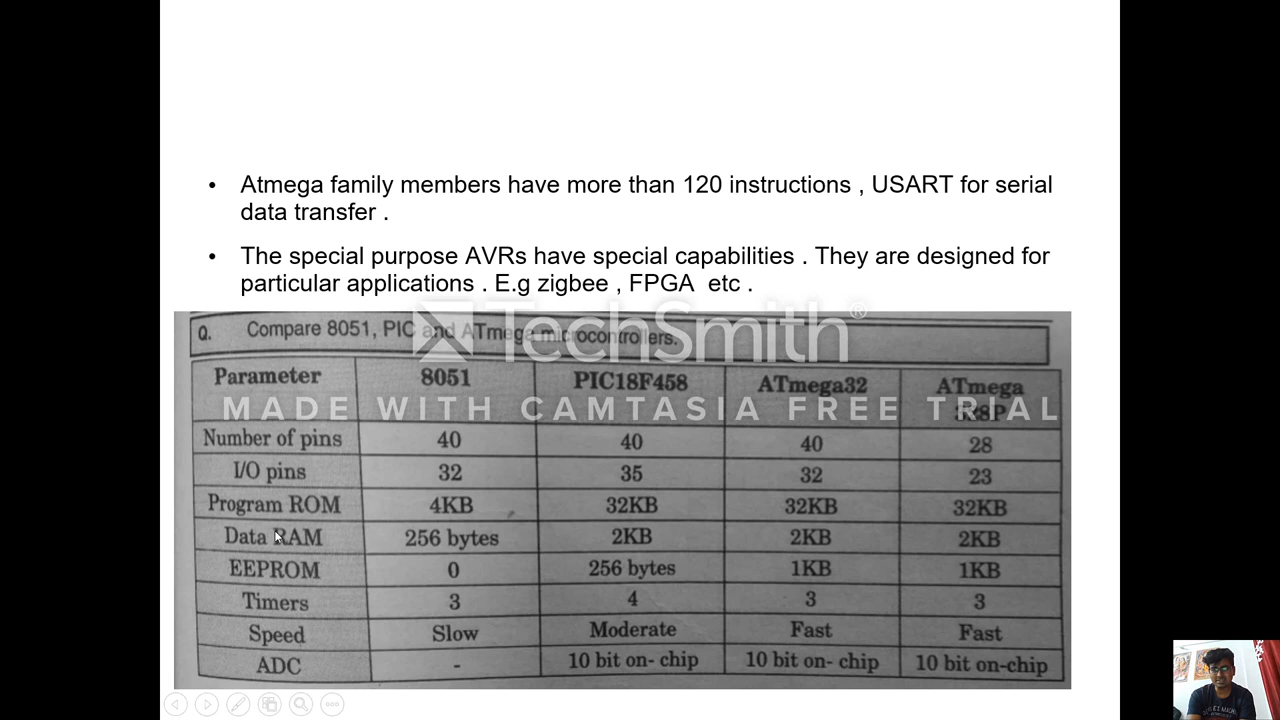 • Atmega family members have more than 120 instructions , USART for serial
data transfer .
• The special purpose AVRs have special capabilities . They are designed for
particular applications . E.g zigbee , FPGA etc .
TechSmith®
MADE WITH CAMTASIA FREE TRIAL
Q. Compare 8051, PIC and ATmega microcontrollers.
Parameter 8051 PIC18F458 ATmega32 ATmega
328P
Number of pins 40 40 40 28
I/O pins 32 35 32 23
Program ROM 4KB 32KB 32KB 32KB
Data RAM 256 bytes 2KB 2KB 2KB
EEPROM 0 256 bytes 1KB 1KB
Timers 3 4 3 3
Speed Slow Moderate Fast Fast
ADC - 10 bit on- chip 10 bit on- chip 10 bit on-chip